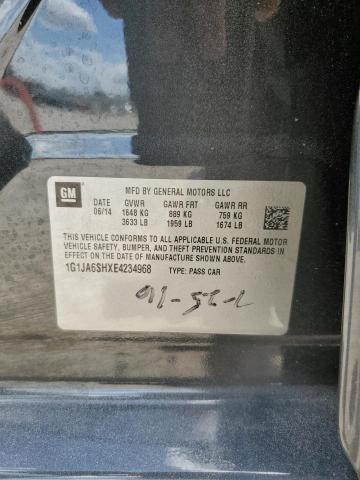 GM
MFD BY GENERAL MOTORS LLC
DATE GVWR GAWR FRT GAWR RR
06/14 1648 KG 889 KG 759 KG
3633 LB 1959 LB 1674 LB
THIS VEHICLE CONFORMS TO ALL APPLICABLE U.S. FEDERAL MOTOR
VEHICLE SAFETY, BUMPER, AND THEFT PREVENTION STANDARDS IN
EFFECT ON THE DATE OF MANUFACTURE SHOWN ABOVE.
1G1JA6SHXE4234968 TYPE: PASS CAR